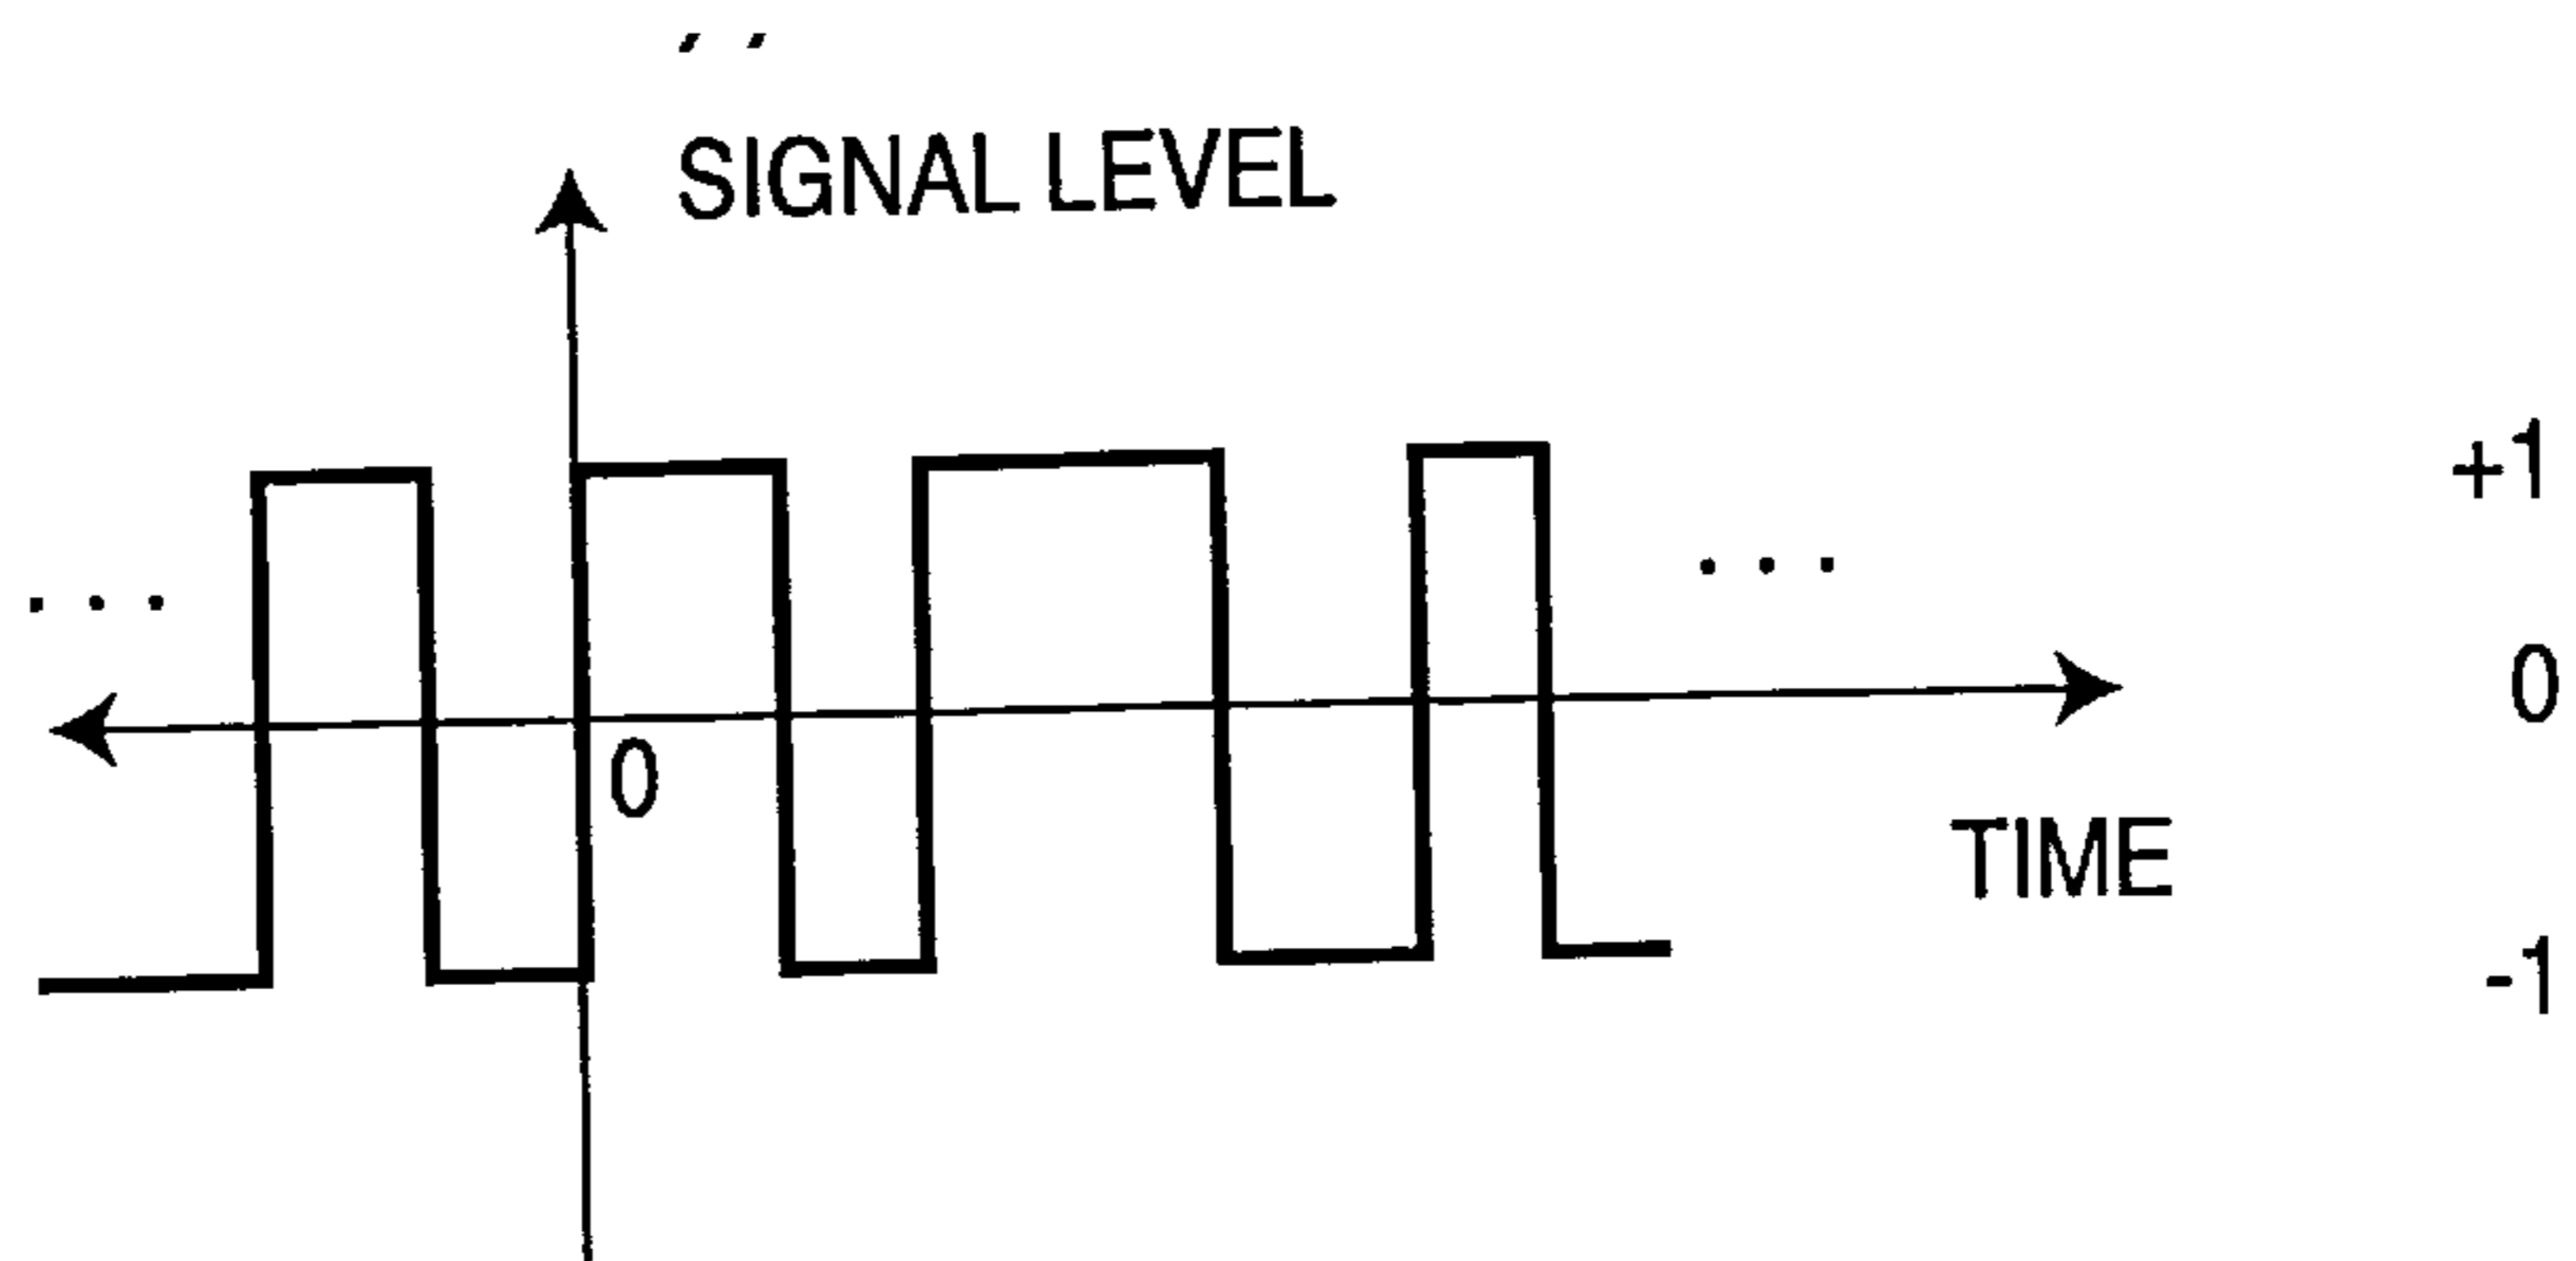 SIGNAL LEVEL
+1
. . .
. . .
0
0
TIME
-1